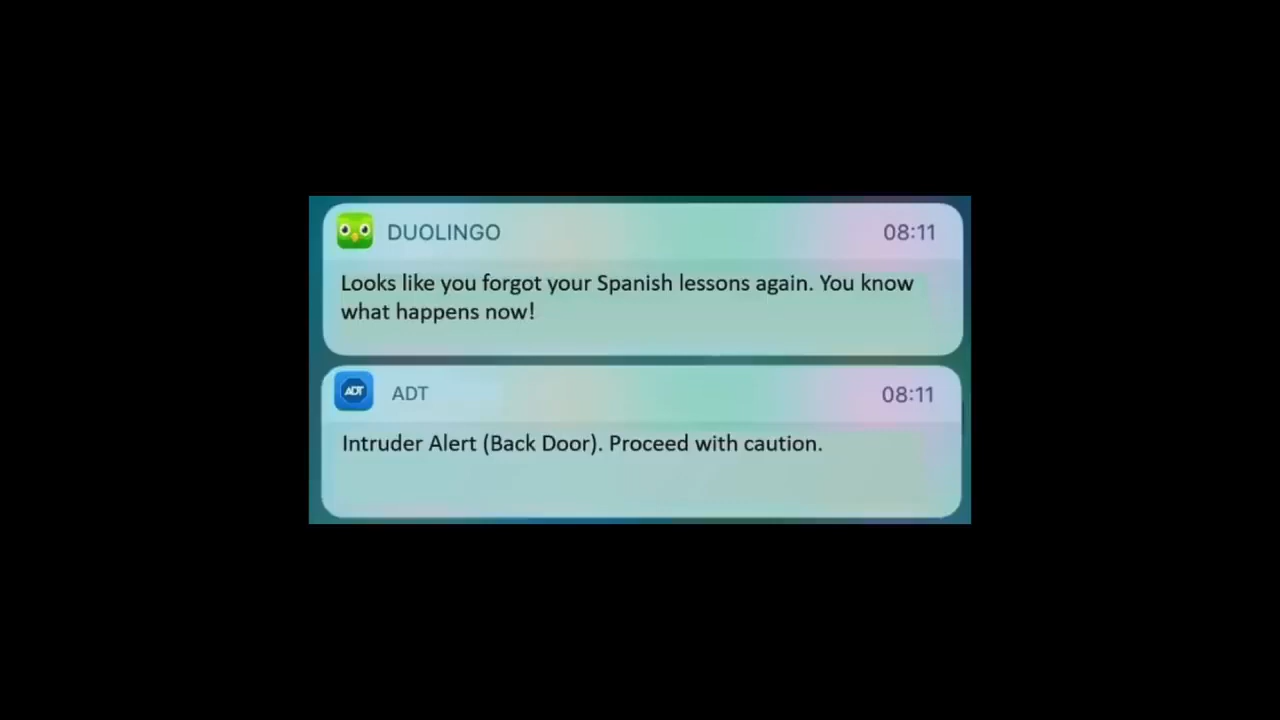 DUOLINGO 08:11
Looks like you forgot your Spanish lessons again. You know
what happens now!
ADT ADT 08:11
Intruder Alert (Back Door). Proceed with caution.